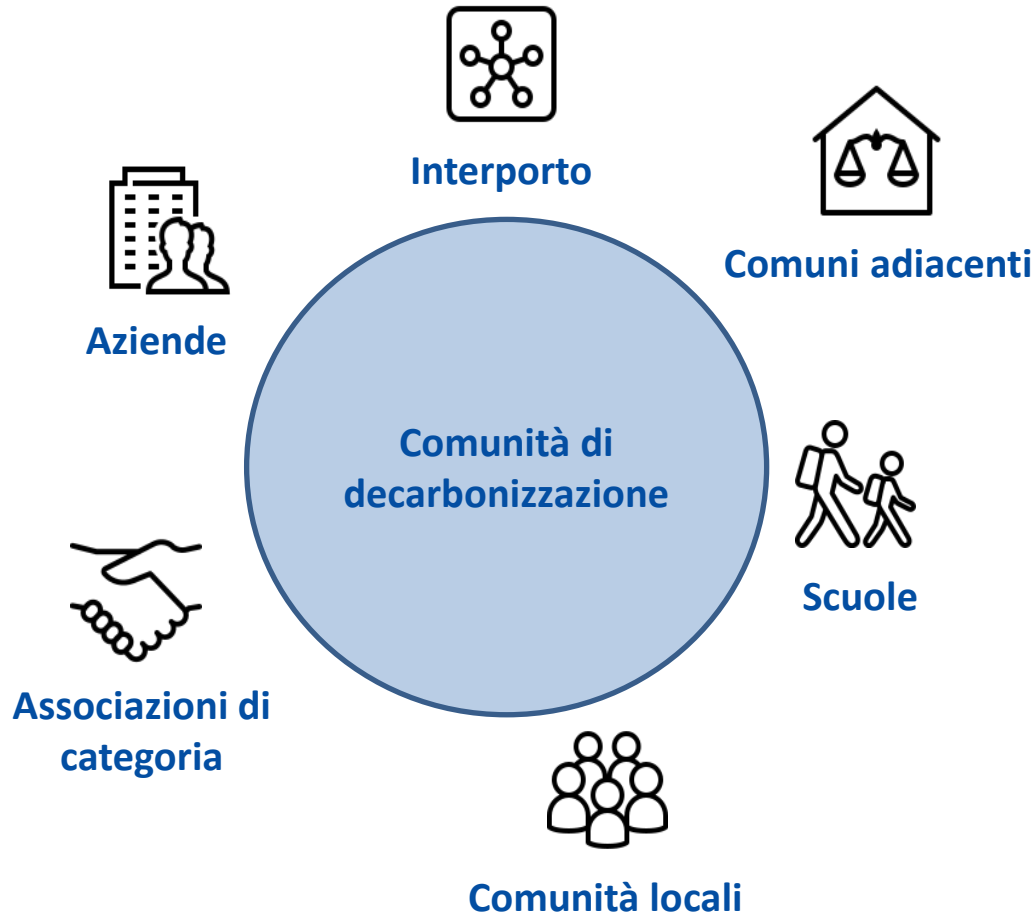 Interporto
Comuni adiacenti
Aziende
Comunità di
decarbonizzazione
Scuole
Associazioni di
categoria
Comunità locali